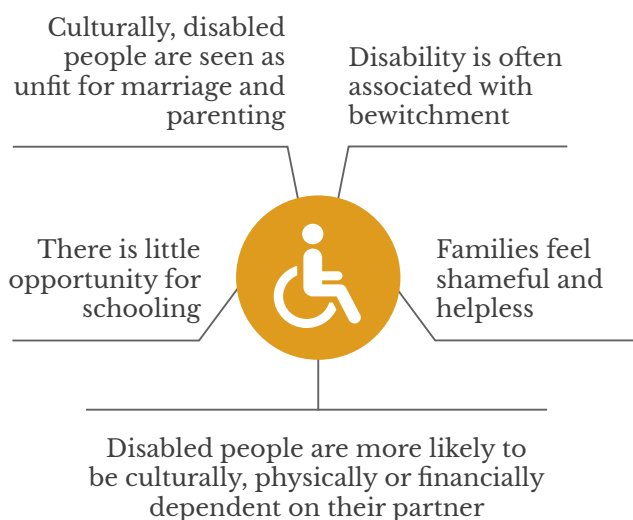 Culturally, disabled
people are seen as
unfit for marriage and
parenting
Disability is often
associated with
bewitchment
There is little
opportunity for
schooling
Families feel
shameful and
helpless
Disabled people are more likely to
be culturally, physically or financially
dependent on their partner